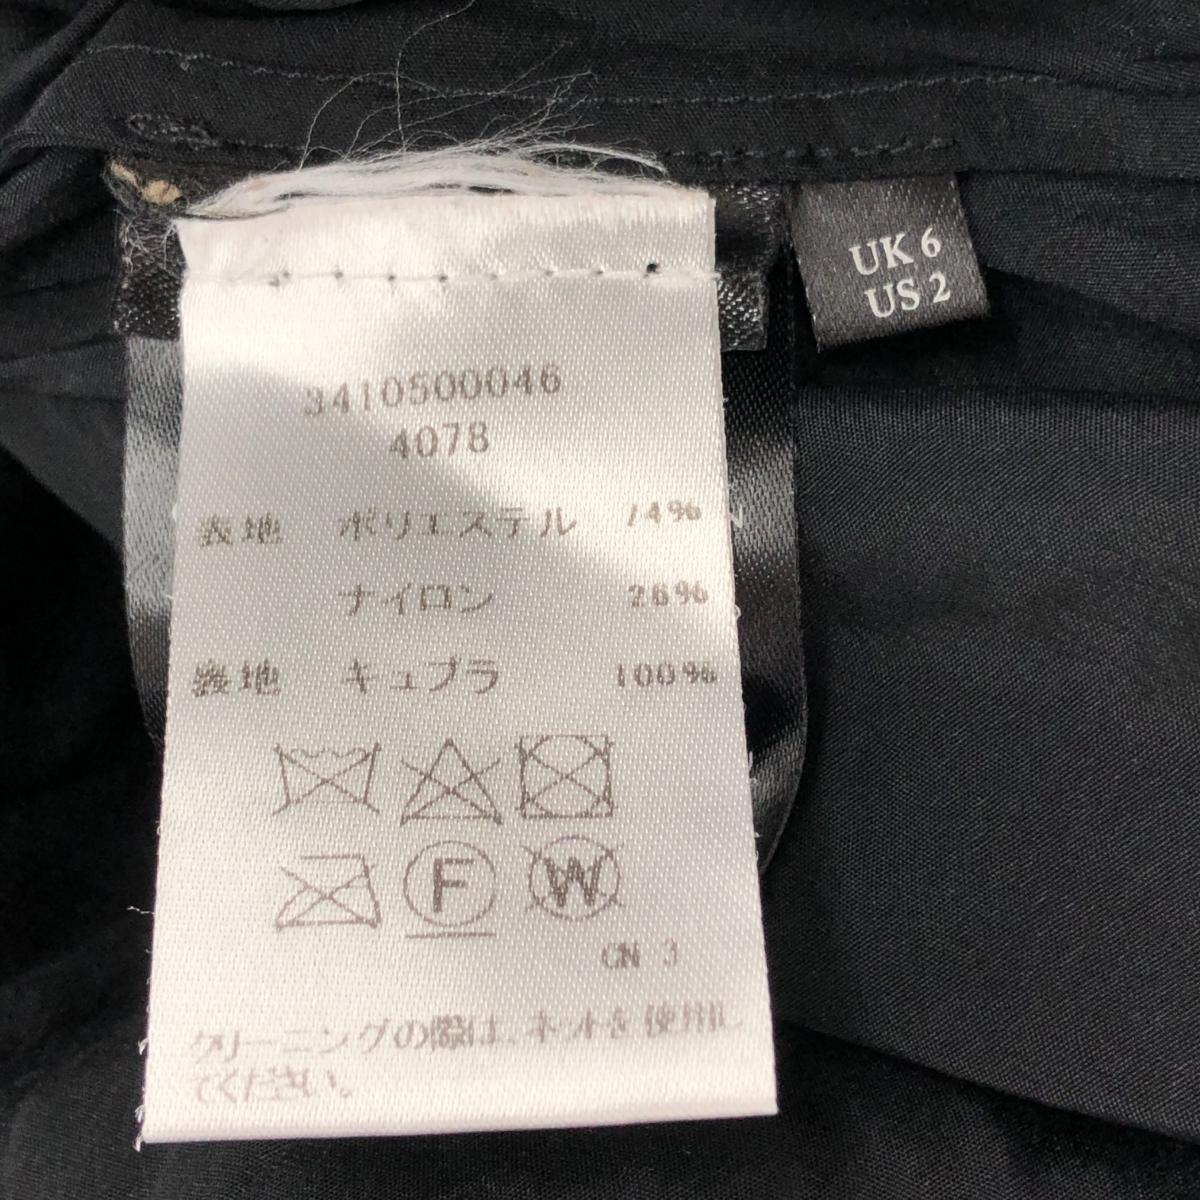 UK 6
US 2
3410500046
4078
表地 ポリエステル 74%
ナイロン 26%
裏地 キュプラ 100%
F W
CN 3
クリーニングの際は、ネットを使用し
てください。